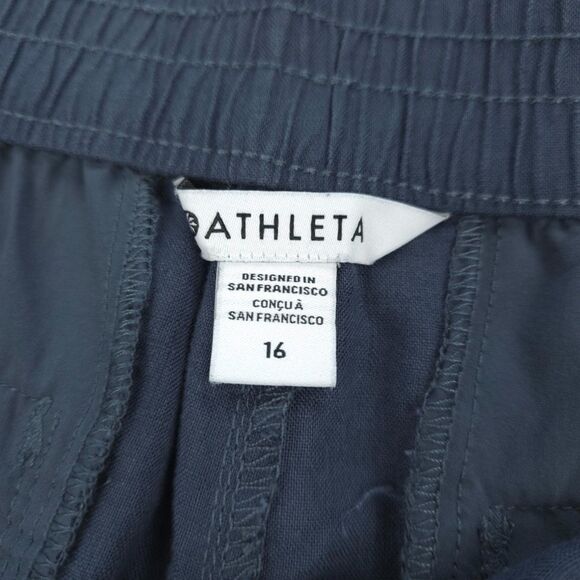 ATHLETA
DESIGNED IN
SAN FRANCISCO
CONÇU À
SAN FRANCISCO
16